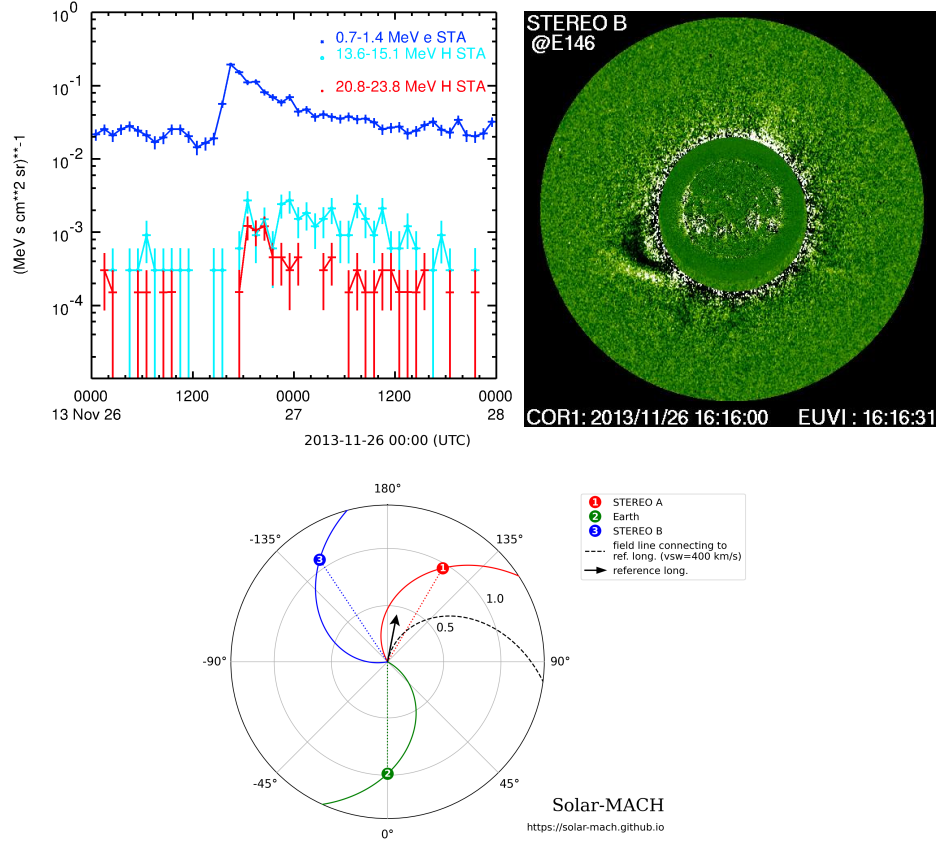 10^0
10^-1
10^-2
10^-3
10^-4
(MeV s cm**2 sr)**-1
0.7-1.4 MeV e STA
13.6-15.1 MeV H STA
20.8-23.8 MeV H STA
0000 1200 0000 1200 0000
13 Nov 26 27 28
2013-11-26 00:00 (UTC)
STEREO B
@E146
COR1: 2013/11/26 16:16:00 EUVI : 16:16:31
180°
-135° 135°
-90° 90°
-45° 45°
0°
1.0
0.5
1
2
3
1 STEREO A
2 Earth
3 STEREO B
field line connecting to
ref. long. (vsw=400 km/s)
reference long.
Solar-MACH
https://solar-mach.github.io